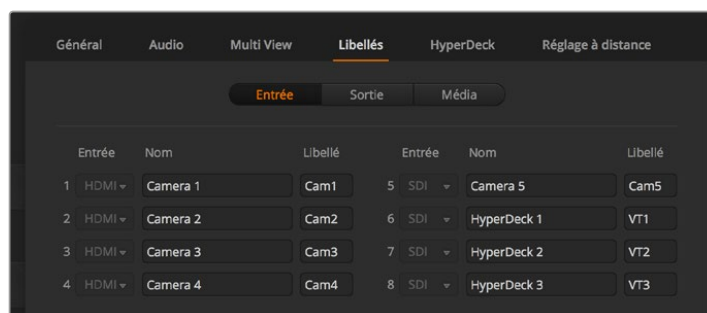 Général Audio Multi View Libellés HyperDeck Réglage à distance
Entrée Sortie Média
Entrée Nom Libellé Entrée Nom Libellé
1 HDMI Camera 1 Cam1 5 SDI Camera 5 Cam5
2 HDMI Camera 2 Cam2 6 SDI HyperDeck 1 VT1
3 HDMI Camera 3 Cam3 7 SDI HyperDeck 2 VT2
4 HDMI Camera 4 Cam4 8 SDI HyperDeck 3 VT3